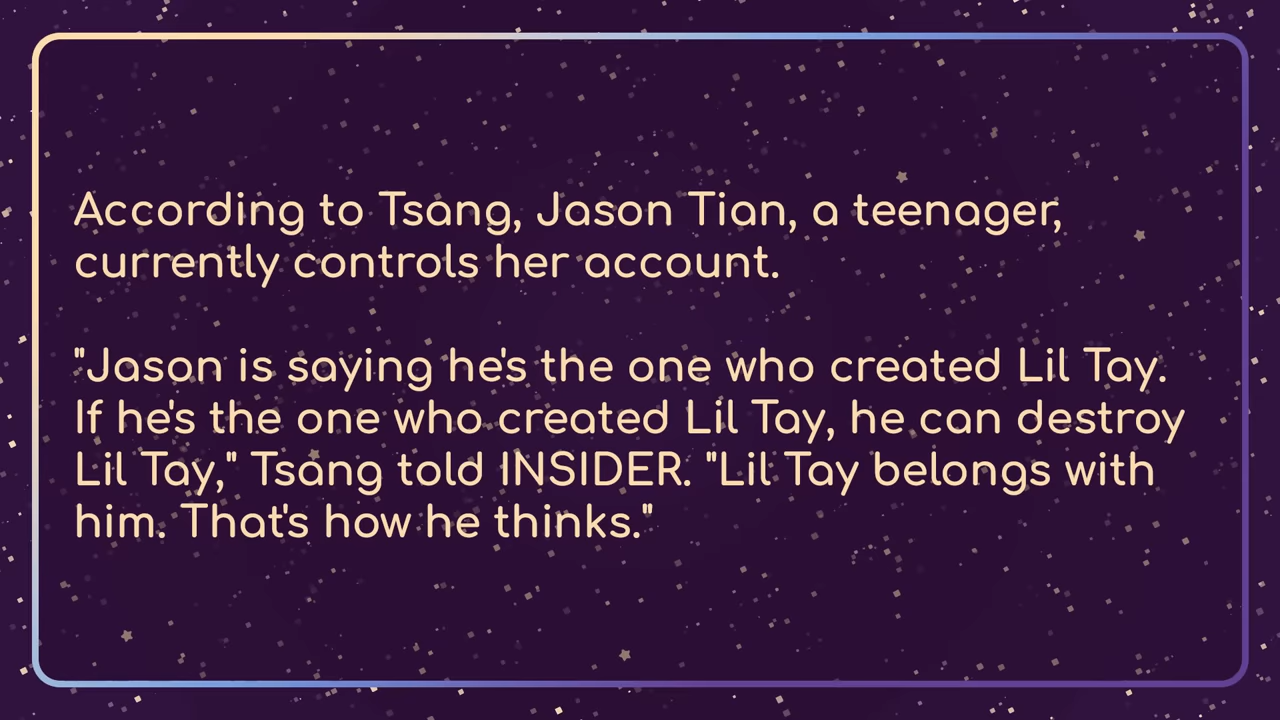 According to Tsang, Jason Tian, a teenager,
currently controls her account.
"Jason is saying he's the one who created Lil Tay.
If he's the one who created Lil Tay, he can destroy
Lil Tay," Tsang told INSIDER. "Lil Tay belongs with
him. That's how he thinks."